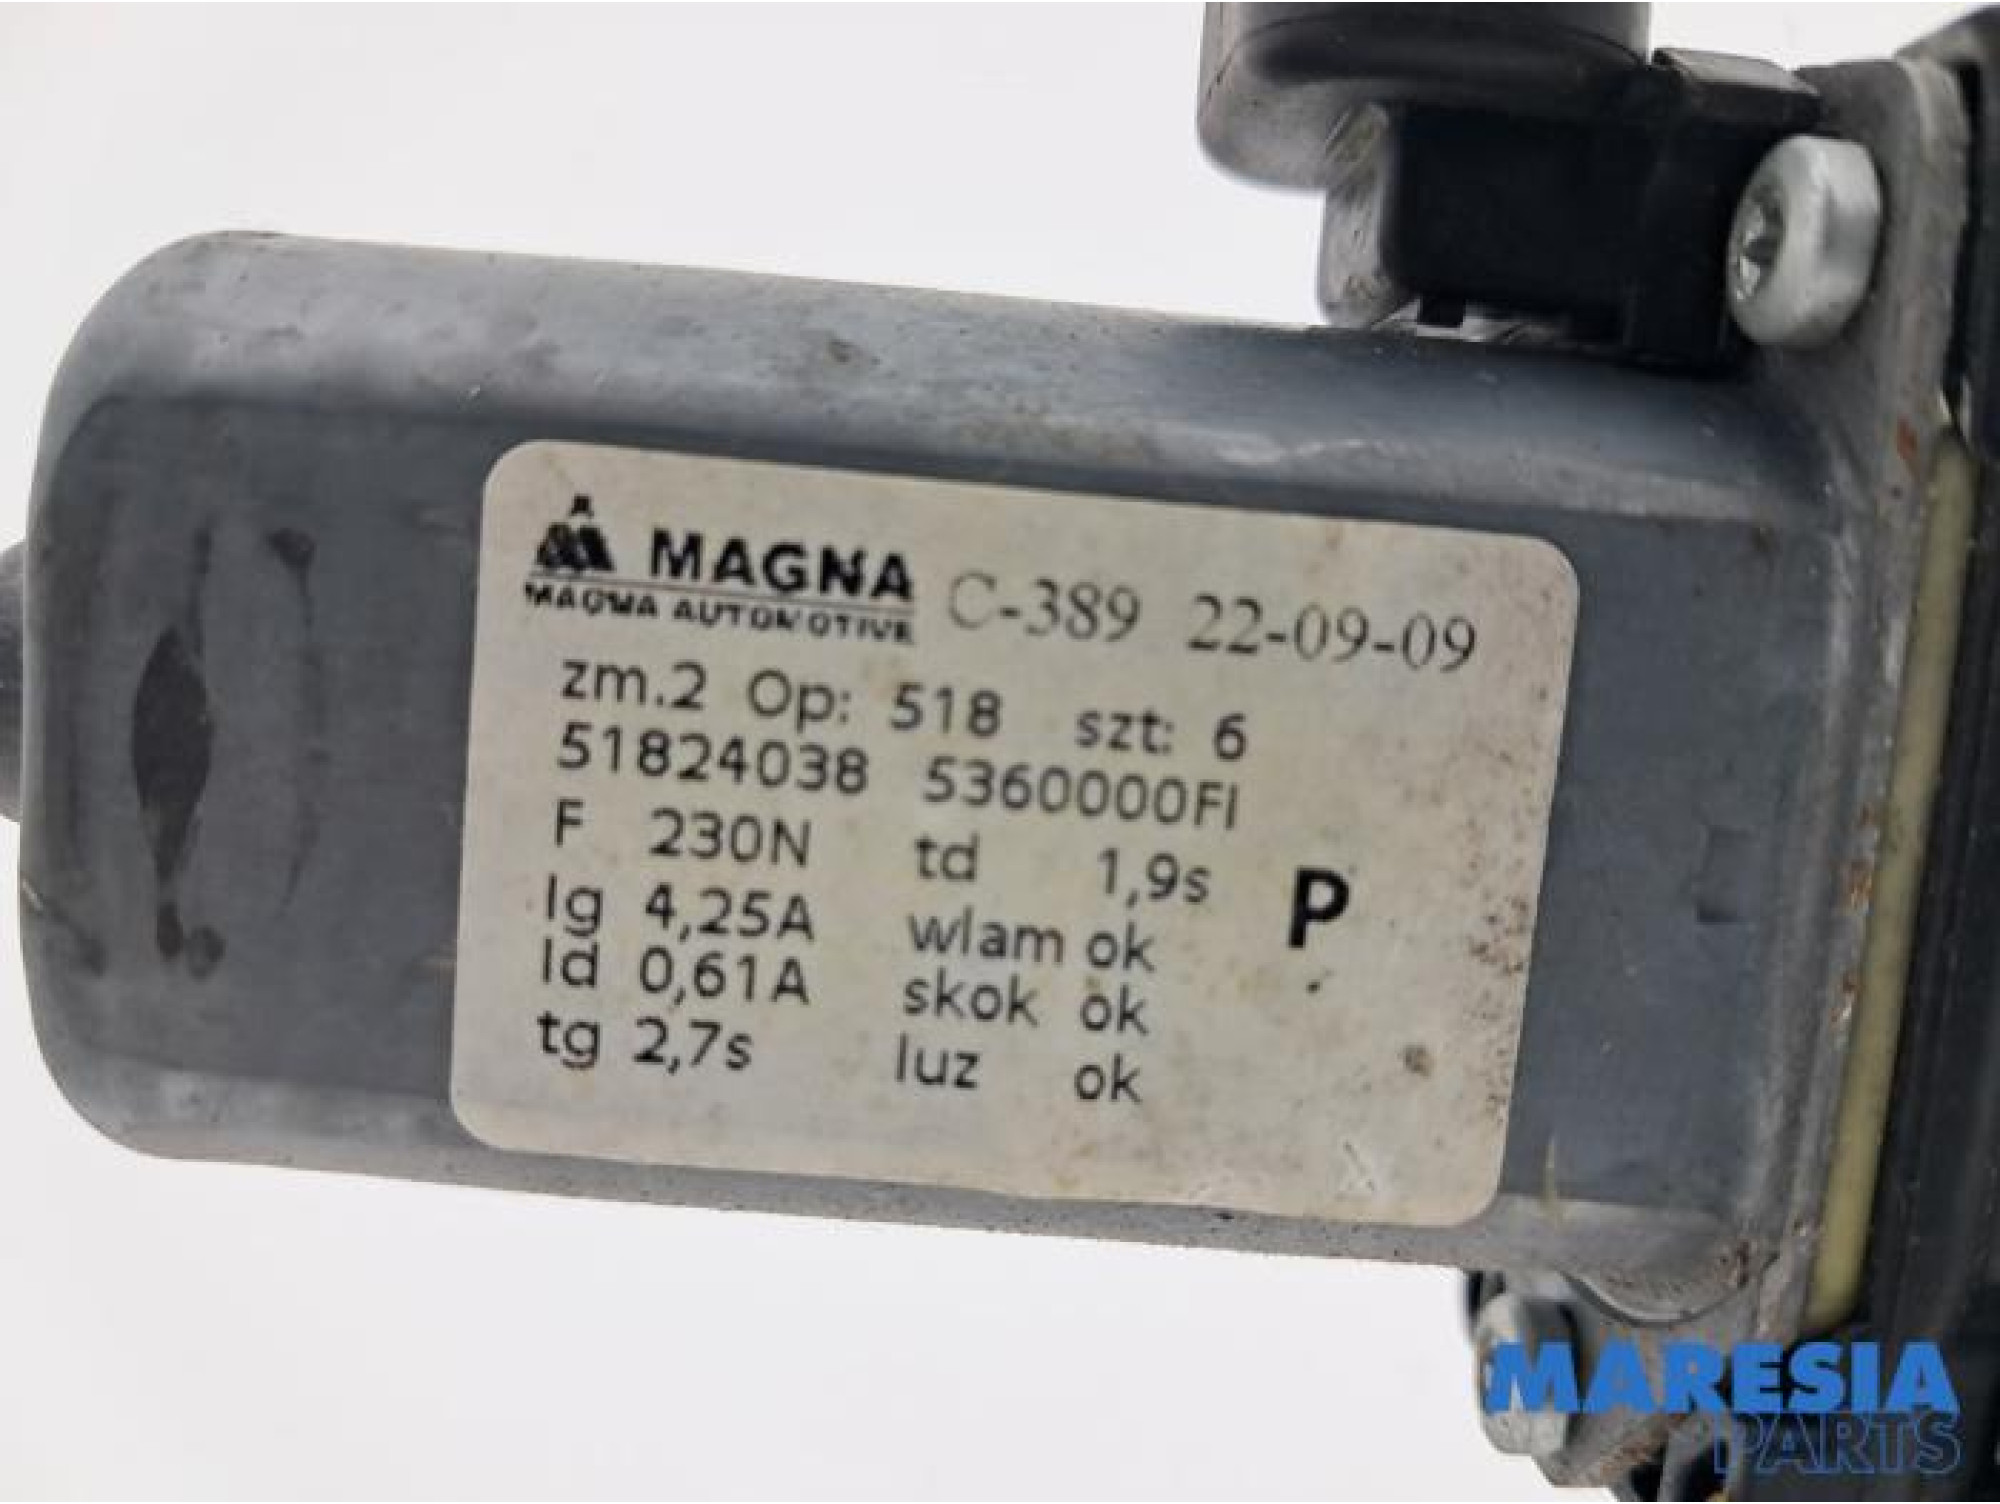 MAGNA C-389 22-09-09
MAGNA AUTOMOTIVE
zm.2 Op: 518 szt: 6
51824038 5360000FI
F 230N td 1,9s
Ig 4,25A wlam ok P
Id 0,61A skok ok
tg 2,7s luz ok
MARESIA
PARTS